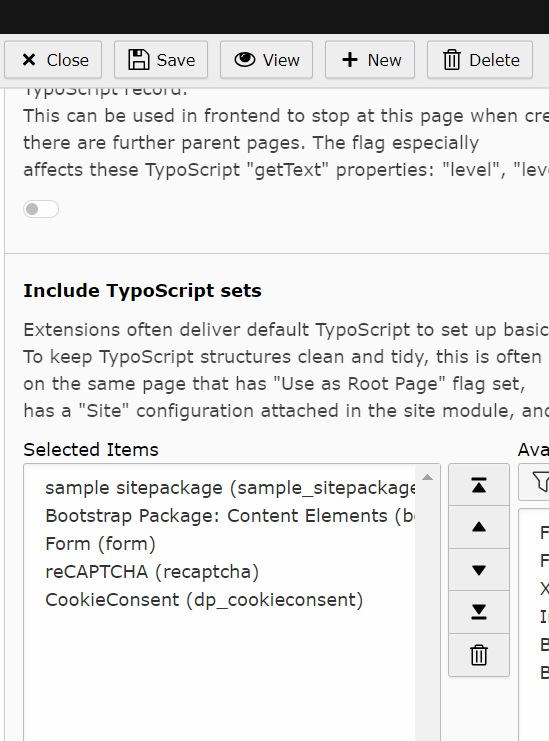 Close
Save
View
New
Delete
TypoScript record.
This can be used in frontend to stop at this page when cre
there are further parent pages. The flag especially
affects these TypoScript "getText" properties: "level", "leve
Include TypoScript sets
Extensions often deliver default TypoScript to set up basic
To keep TypoScript structures clean and tidy, this is often
on the same page that has "Use as Root Page" flag set,
has a "Site" configuration attached in the site module, and
Selected Items
Ava
sample sitepackage (sample_sitepackage
Bootstrap Package: Content Elements (bo
Form (form)
reCAPTCHA (recaptcha)
CookieConsent (dp_cookieconsent)
F
F
X
B
B